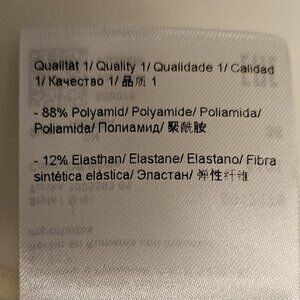 Qualität 1/ Quality 1/ Qualidade 1/ Calidad
1/ Качество 1/ 品质 1
- 88% Polyamid/ Polyamide/ Poliamida/
Poliamida/ Полиамид/ 聚酰胺
- 12% Elasthan/ Elastane/ Elastano/ Fibra
sintética elástica/ Эластан/ 弹性纤维